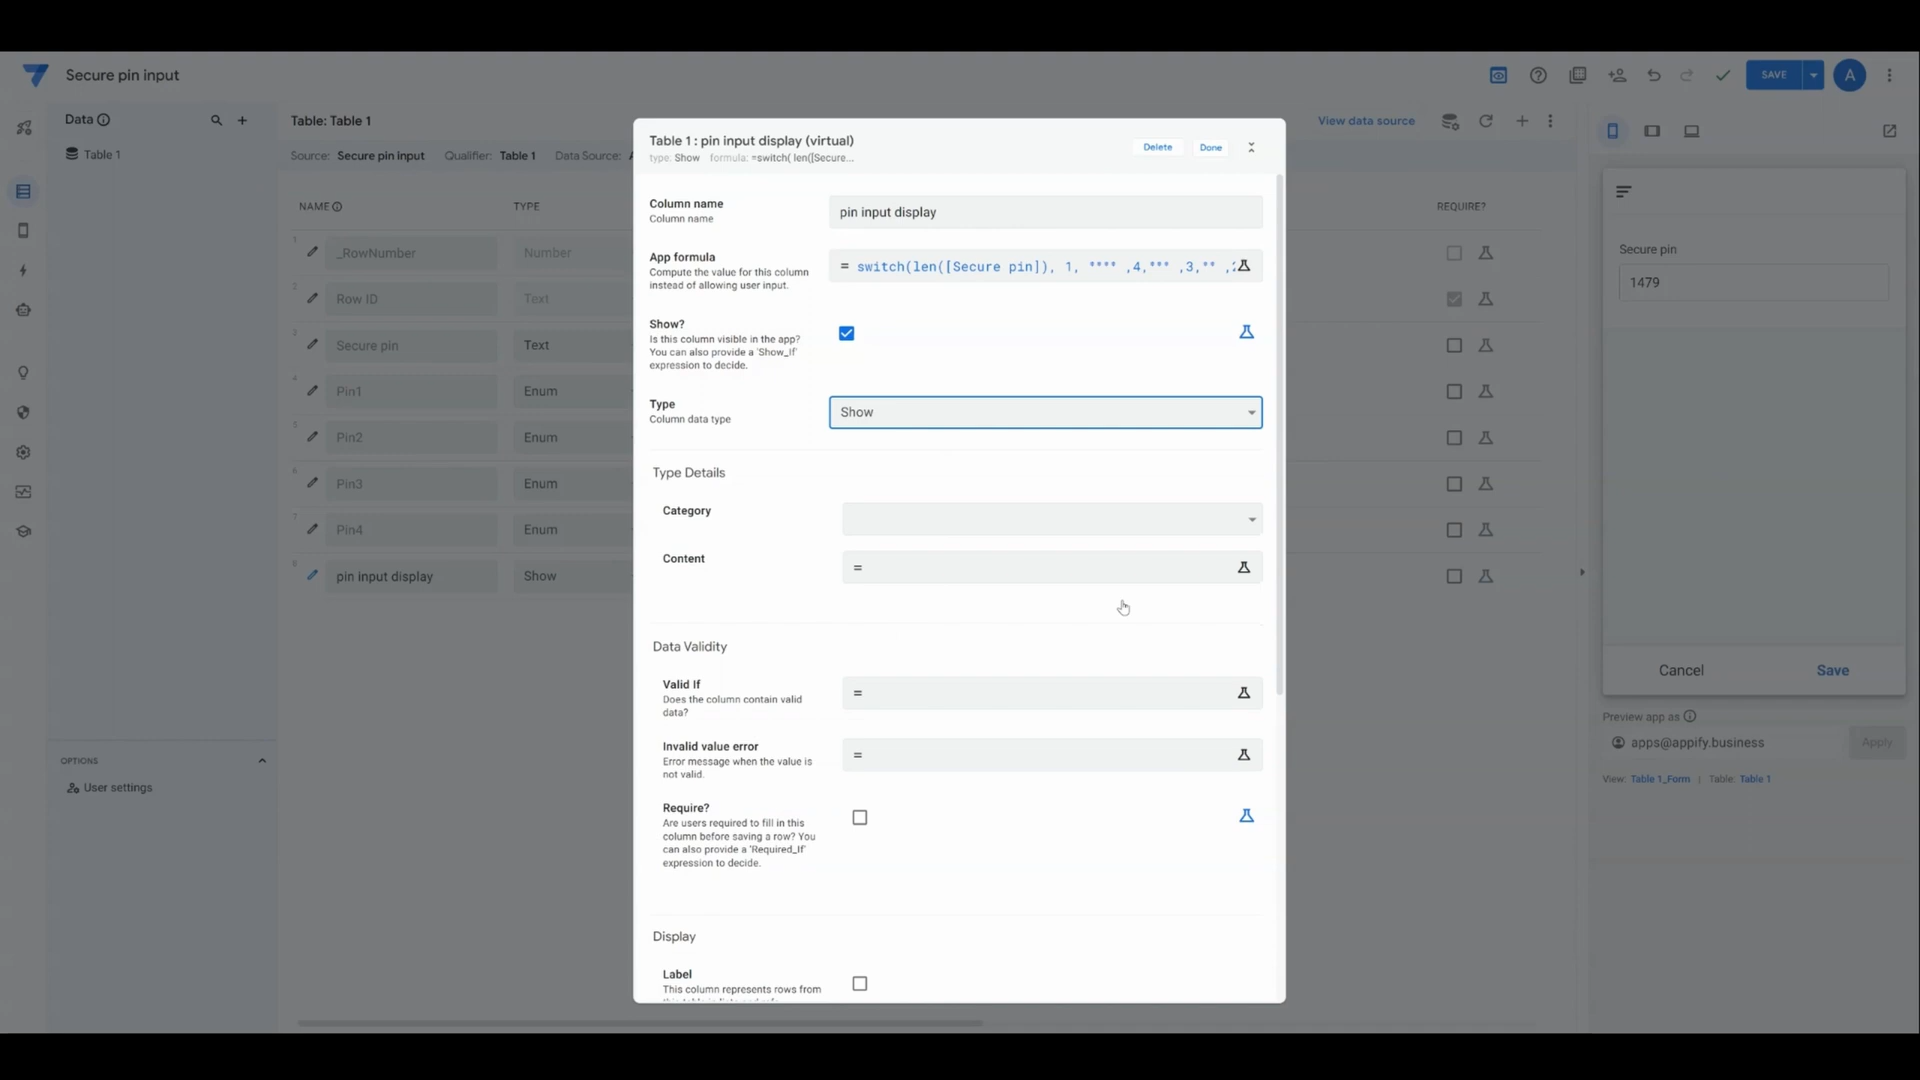 Secure pin input
SAVE
A
Data
Table: Table 1
View data source
Table 1
Source: Secure pin input Qualifier: Table 1 Data Source:
NAME
TYPE
REQUIRE?
_RowNumber
Number
Row ID
Text
Secure pin
Text
Pin1
Enum
Pin2
Enum
Pin3
Enum
Pin4
Enum
pin input display
Show
OPTIONS
User settings
Table 1 : pin input display (virtual)
type: Show formula: =switch( len([Secure...
Delete
Done
Column name
Column name
pin input display
App formula
Compute the value for this column
instead of allowing user input.
= switch(len([Secure pin]), 1, **** ,4,*** ,3,** ,
Show?
Is this column visible in the app?
You can also provide a 'Show_If'
expression to decide.
Type
Column data type
Show
Type Details
Category
Content
=
Data Validity
Valid If
Does the column contain valid
data?
=
Invalid value error
Error message when the value is
not valid.
=
Require?
Are users required to fill in this
column before saving a row? You
can also provide a 'Required_If'
expression to decide.
Display
Label
This column represents rows from
Secure pin
1479
Cancel
Save
Preview app as
apps@appify.business
Apply
View: Table 1_Form | Table: Table 1